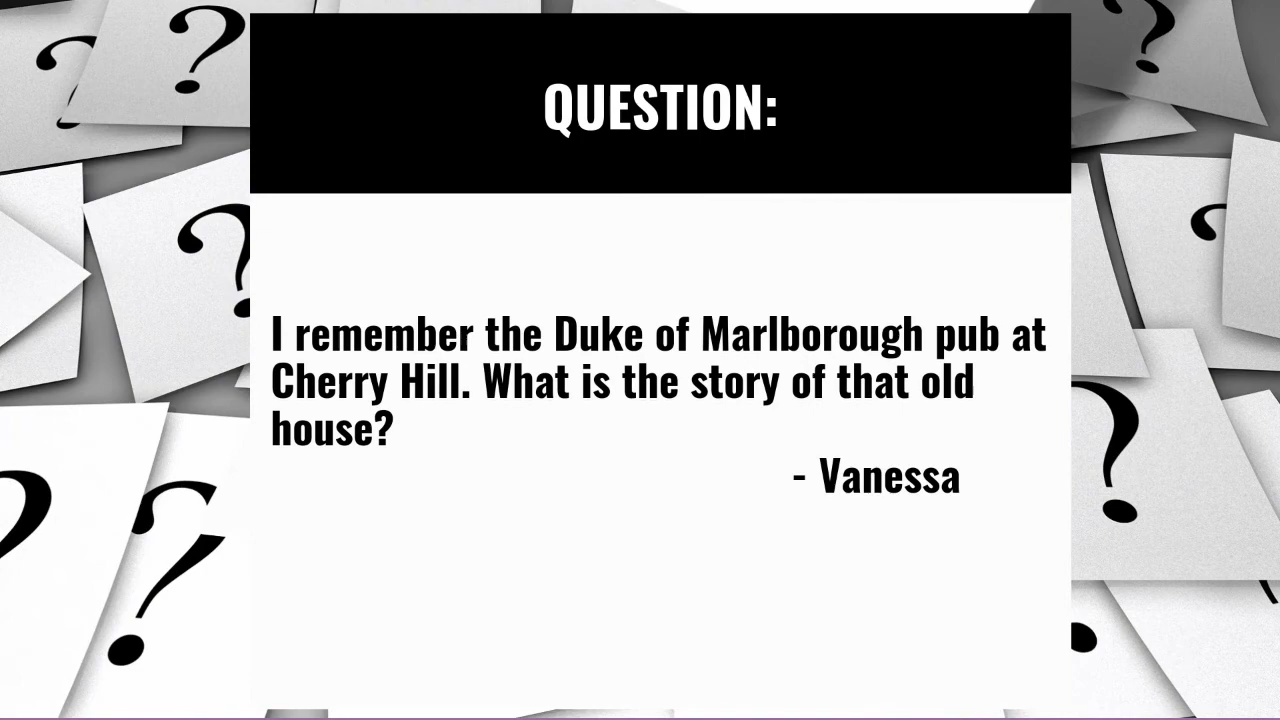 QUESTION:
I remember the Duke of Marlborough pub at
Cherry Hill. What is the story of that old
house?
- Vanessa